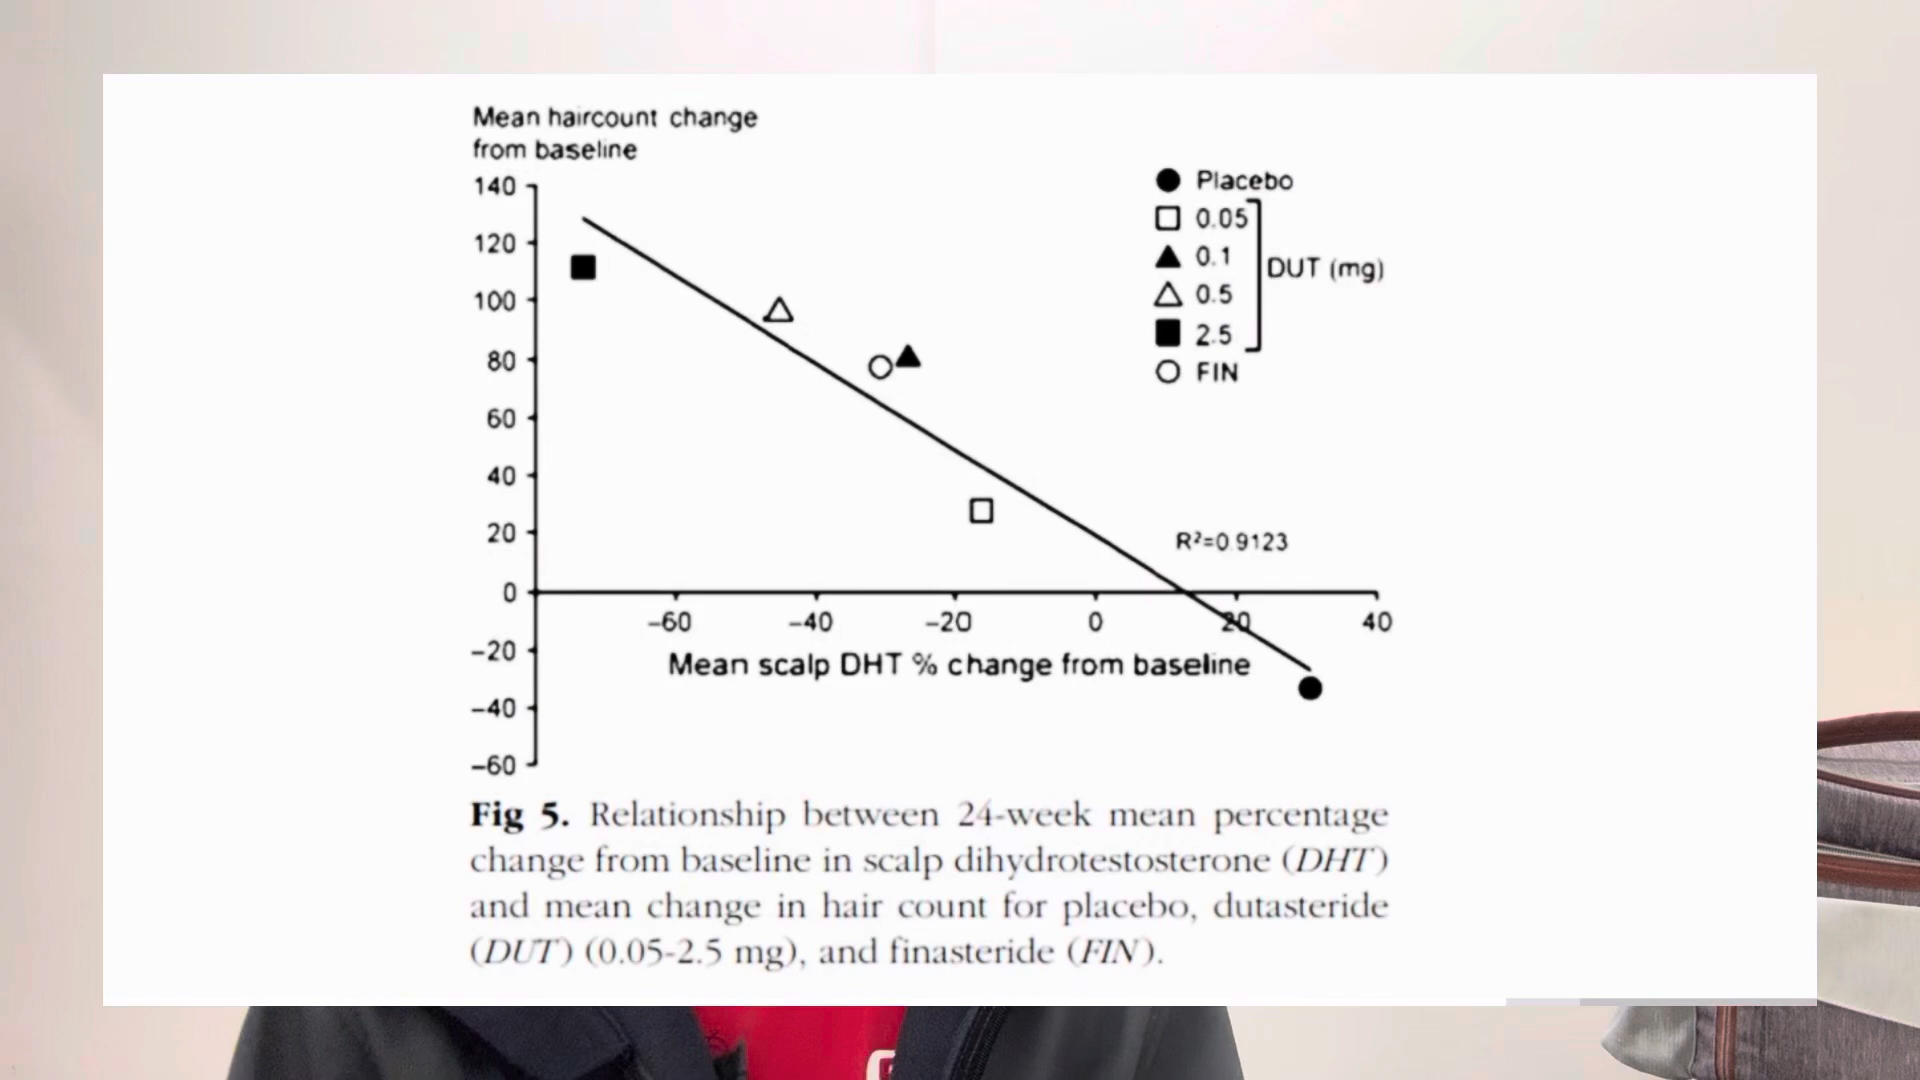 Mean haircount change
from baseline
140
120
100
80
60
40
20
0
−20
−40
−60
−60 −40 −20 0 20 40
Mean scalp DHT % change from baseline
R²=0.9123
Placebo
0.05
0.1
0.5
2.5
DUT (mg)
FIN
Fig 5. Relationship between 24-week mean percentage
change from baseline in scalp dihydrotestosterone (DHT)
and mean change in hair count for placebo, dutasteride
(DUT) (0.05-2.5 mg), and finasteride (FIN).